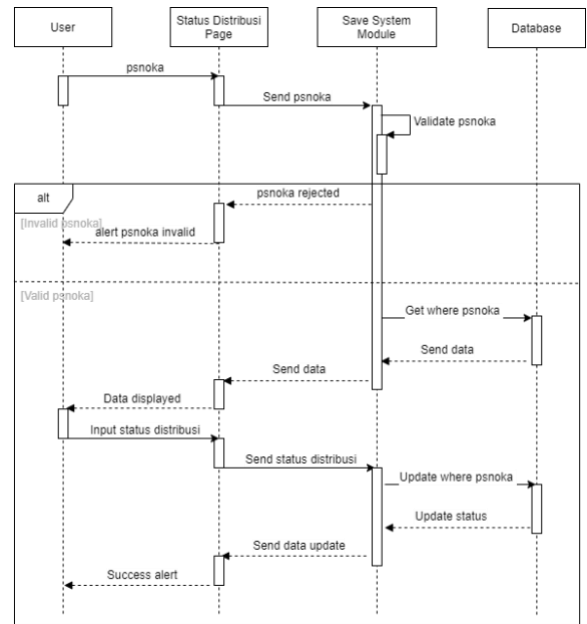 User
Status Distribusi
Page
Save System
Module
Database
psnoka
Send psnoka
Validate psnoka
alt
psnoka rejected
[Invalid psnoka]
alert psnoka invalid
[Valid psnoka]
Get where psnoka
Send data
Send data
Data displayed
Input status distribusi
Send status distribusi
Update where psnoka
Update status
Send data update
Success alert